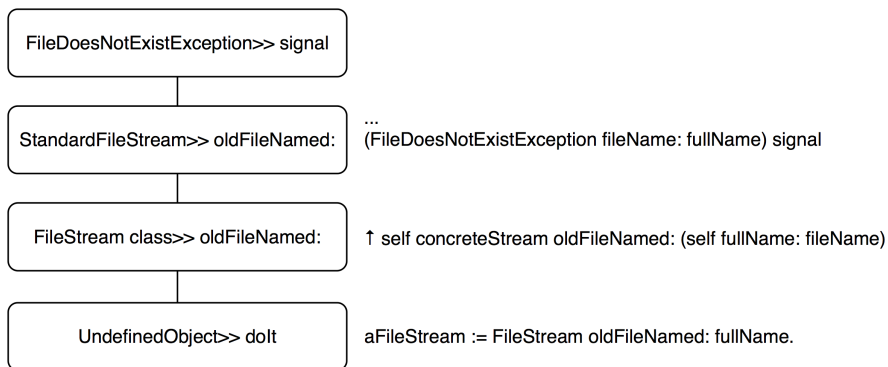 FileDoesNotExistException>> signal
...
StandardFileStream>> oldFileNamed:
(FileDoesNotExistException fileName: fullName) signal
FileStream class>> oldFileNamed:
↑ self concreteStream oldFileNamed: (self fullName: fileName)
UndefinedObject>> doIt
aFileStream := FileStream oldFileNamed: fullName.